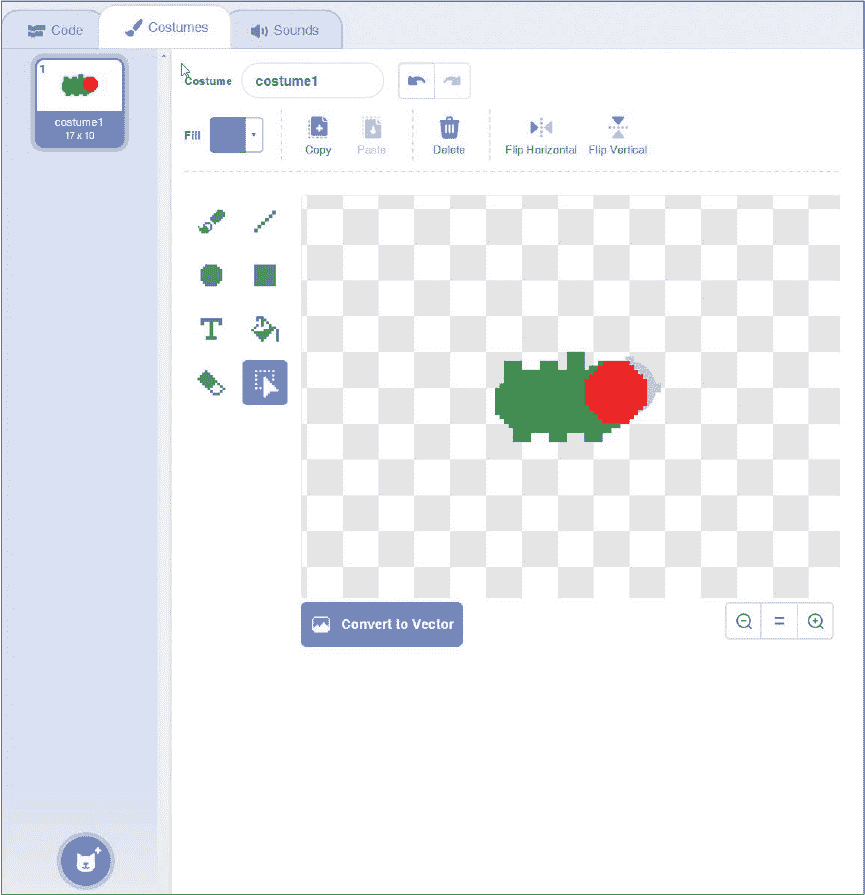 Code
Costumes
Sounds
1
costume1
17 x 10
Costume
costume1
Fill
Copy
Paste
Delete
Flip Horizontal
Flip Vertical
T
Convert to Vector
=